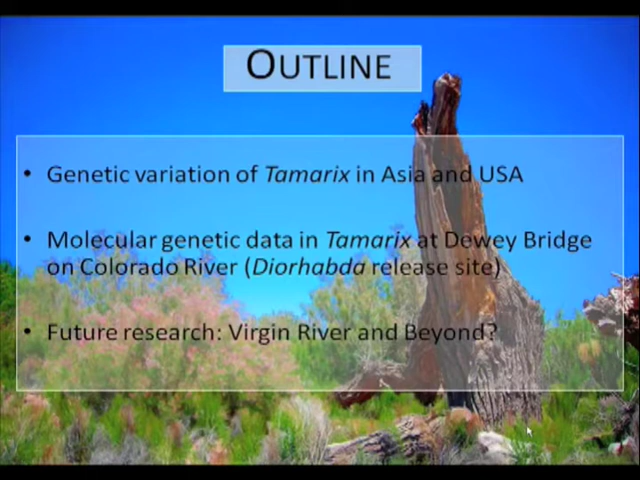 OUTLINE
• Genetic variation of Tamarix in Asia and USA
• Molecular genetic data in Tamarix at Dewey Bridge
on Colorado River (Diorhabda release site)
• Future research: Virgin River and Beyond?